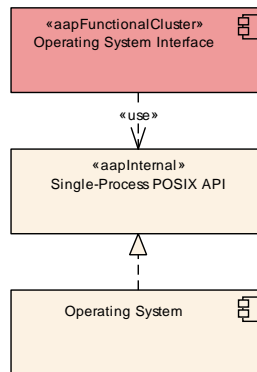 «aapFunctionalCluster»
Operating System Interface
«use»
«aapInternal»
Single-Process POSIX API
Operating System